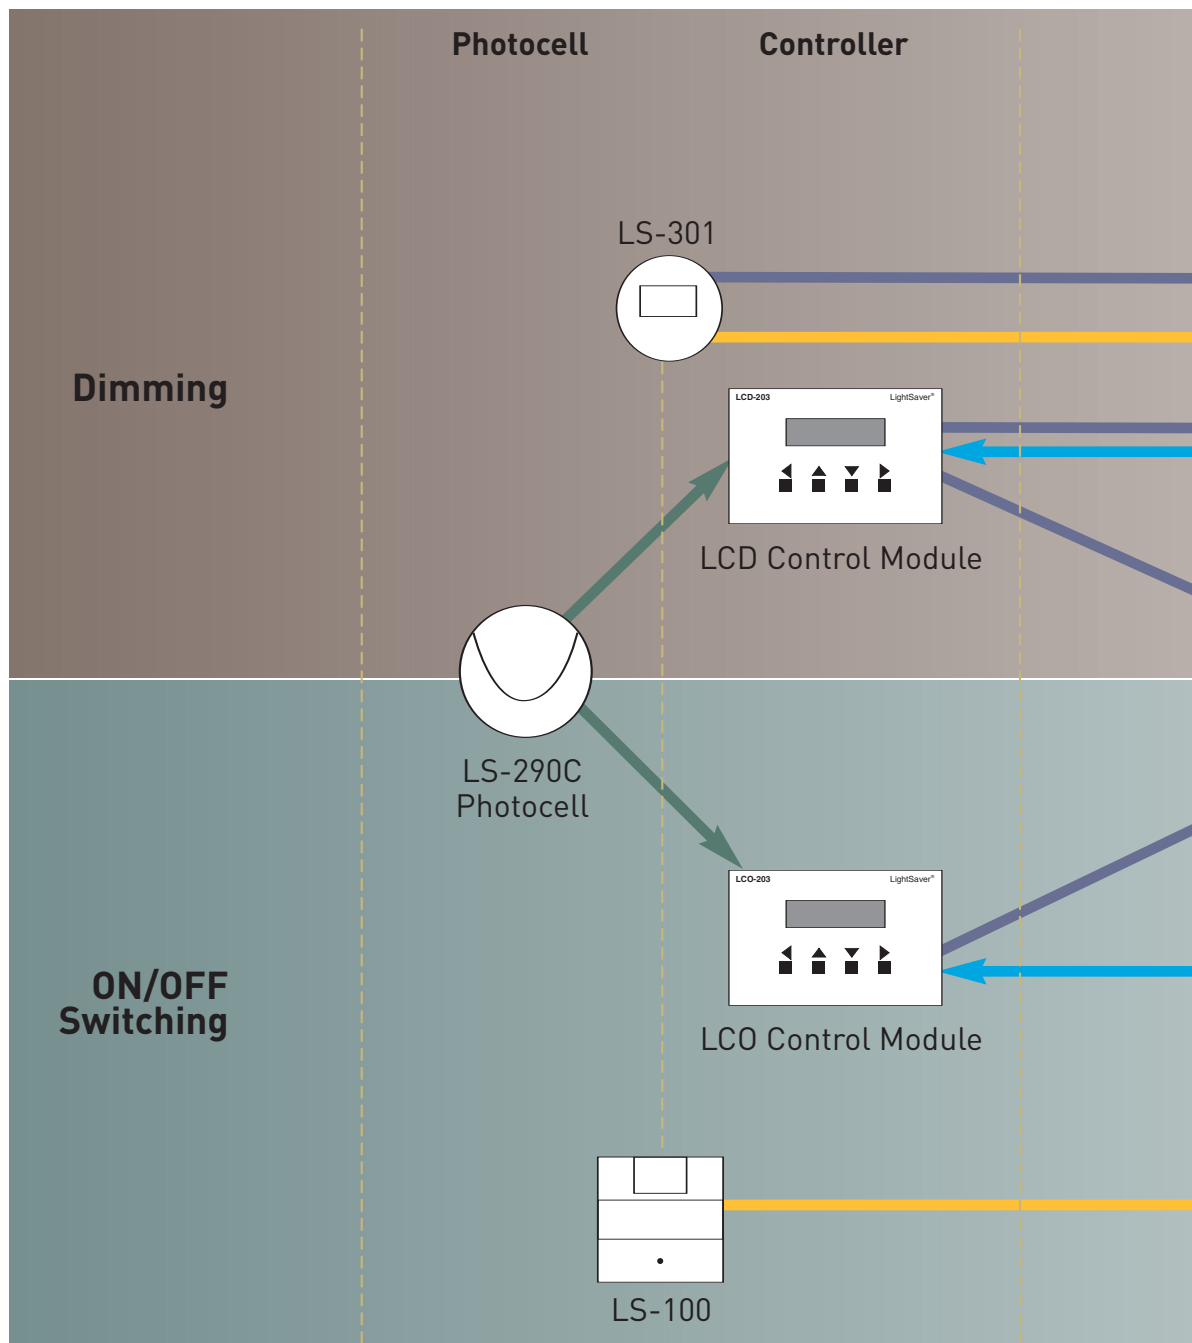 Photocell
Controller
LS-301
Dimming
LCD-203 LightSaver®
LCD Control Module
LS-290C
Photocell
LCO-203 LightSaver®
ON/OFF
Switching
LCO Control Module
LS-100